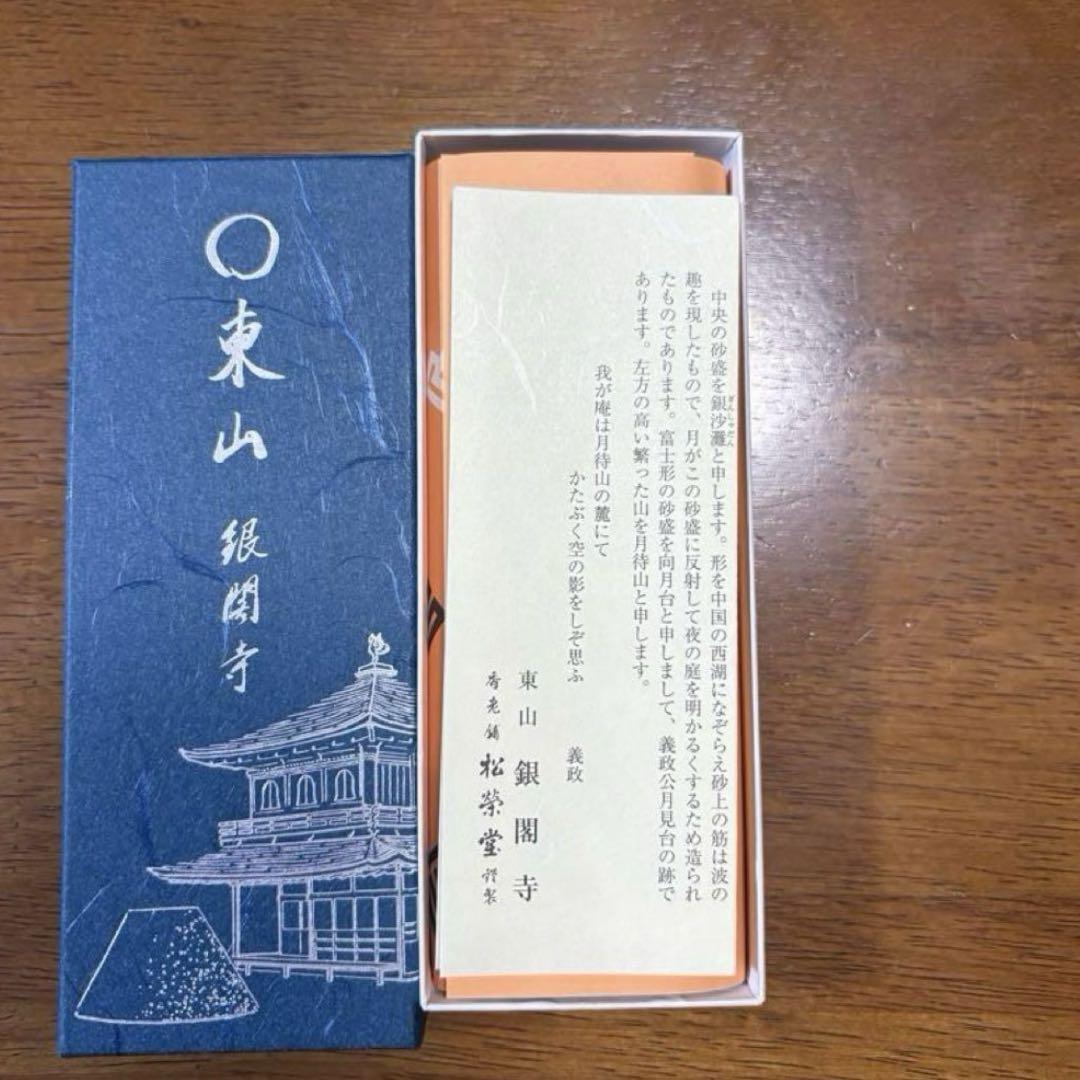 東山
銀閣寺
中央の砂盛を銀沙灘と申します。形を中国の西湖になぞらえ砂上の筋は波の
ぎんしゃだん
趣を現したもので、月がこの砂盛に反射して夜の庭を明かるくするため造られ
たものであります。富士形の砂盛を向月台と申しまして、義政公月見台の跡で
あります。左方の高い繁った山を月待山と申します。
我が庵は月待山の麓にて
かたぶく空の影をしぞ思ふ
義政
東山 銀閣寺
香老舗 松榮堂 謹製